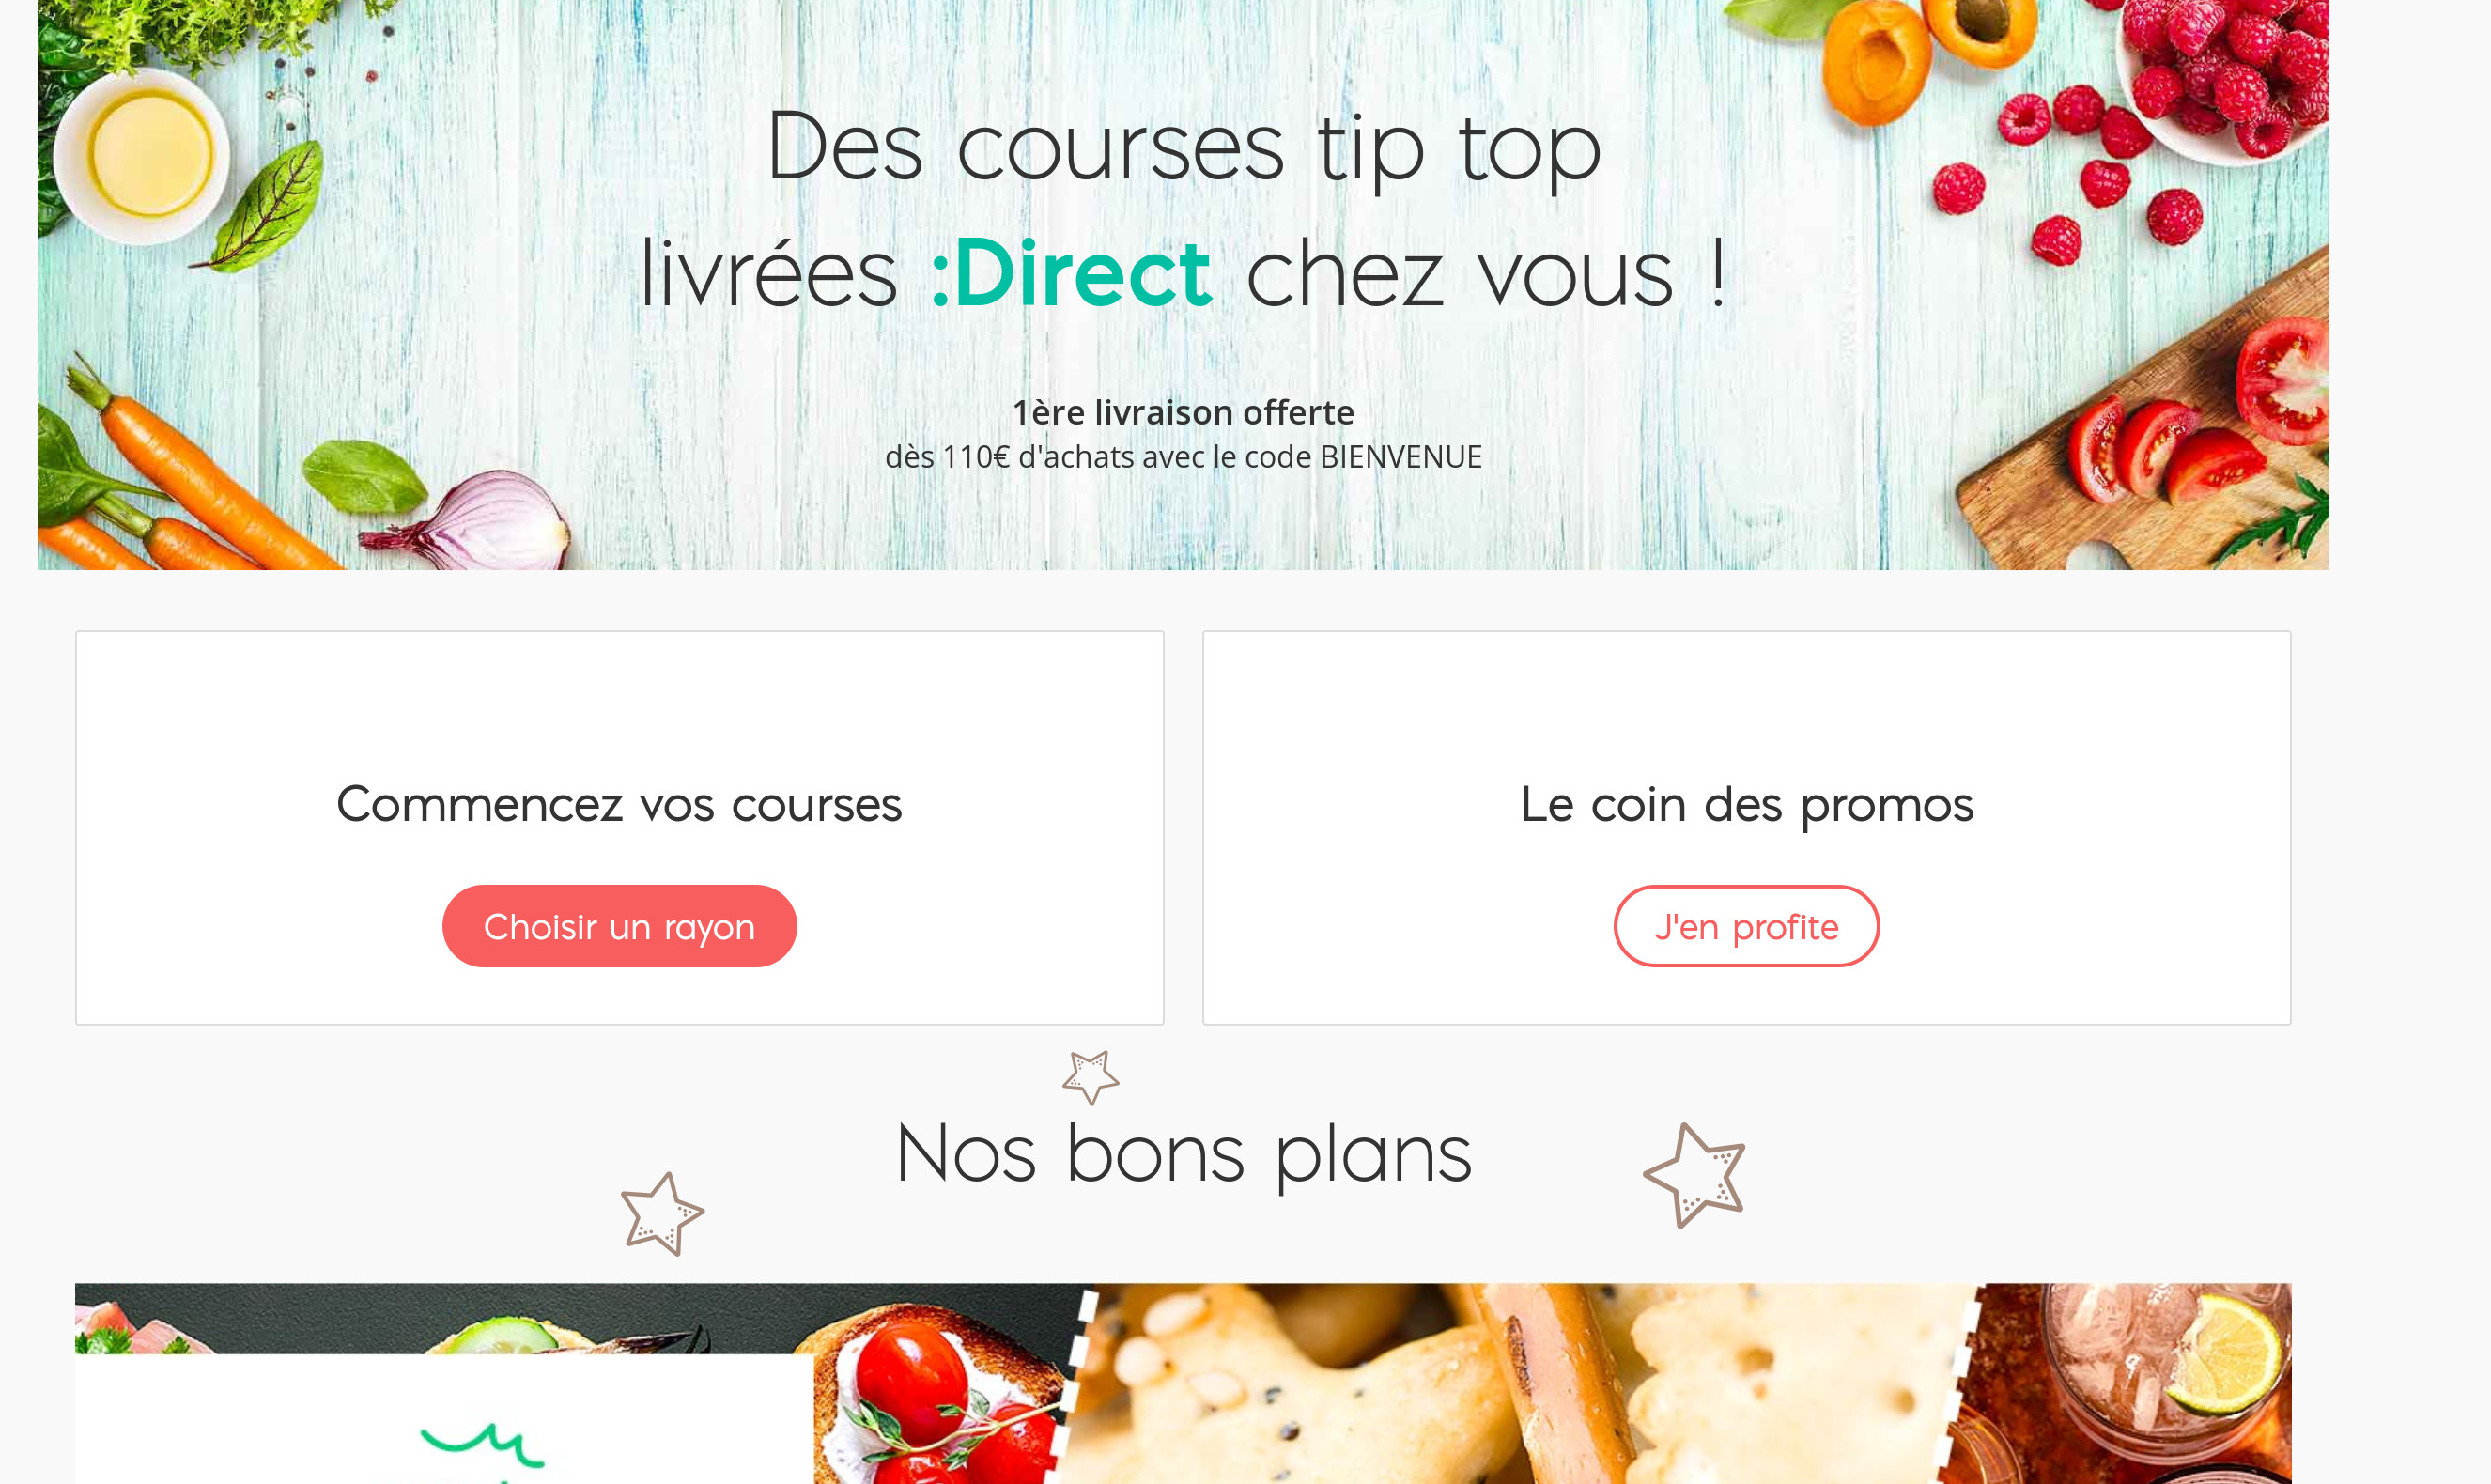 Des courses tip top
livrées :Direct chez vous !
1ère livraison offerte
dès 110€ d'achats avec le code BIENVENUE
Commencez vos courses
Choisir un rayon
Le coin des promos
J'en profite
Nos bons plans